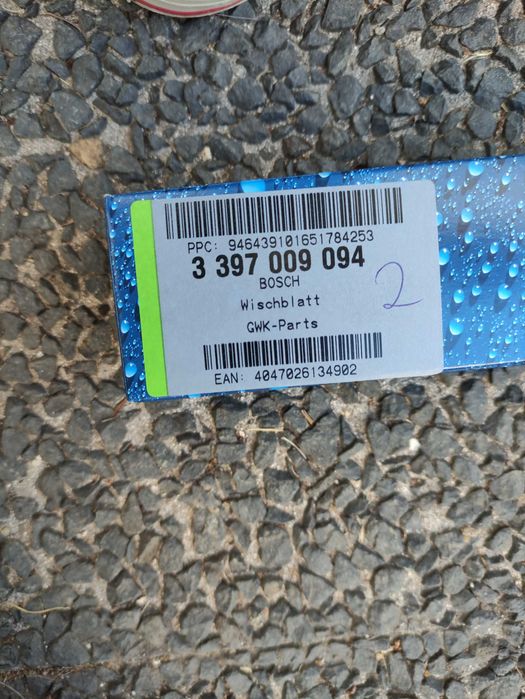 PPC: 946439101651784253
3 397 009 094
BOSCH
Wischblatt
GWK-Parts
2
EAN: 4047026134902